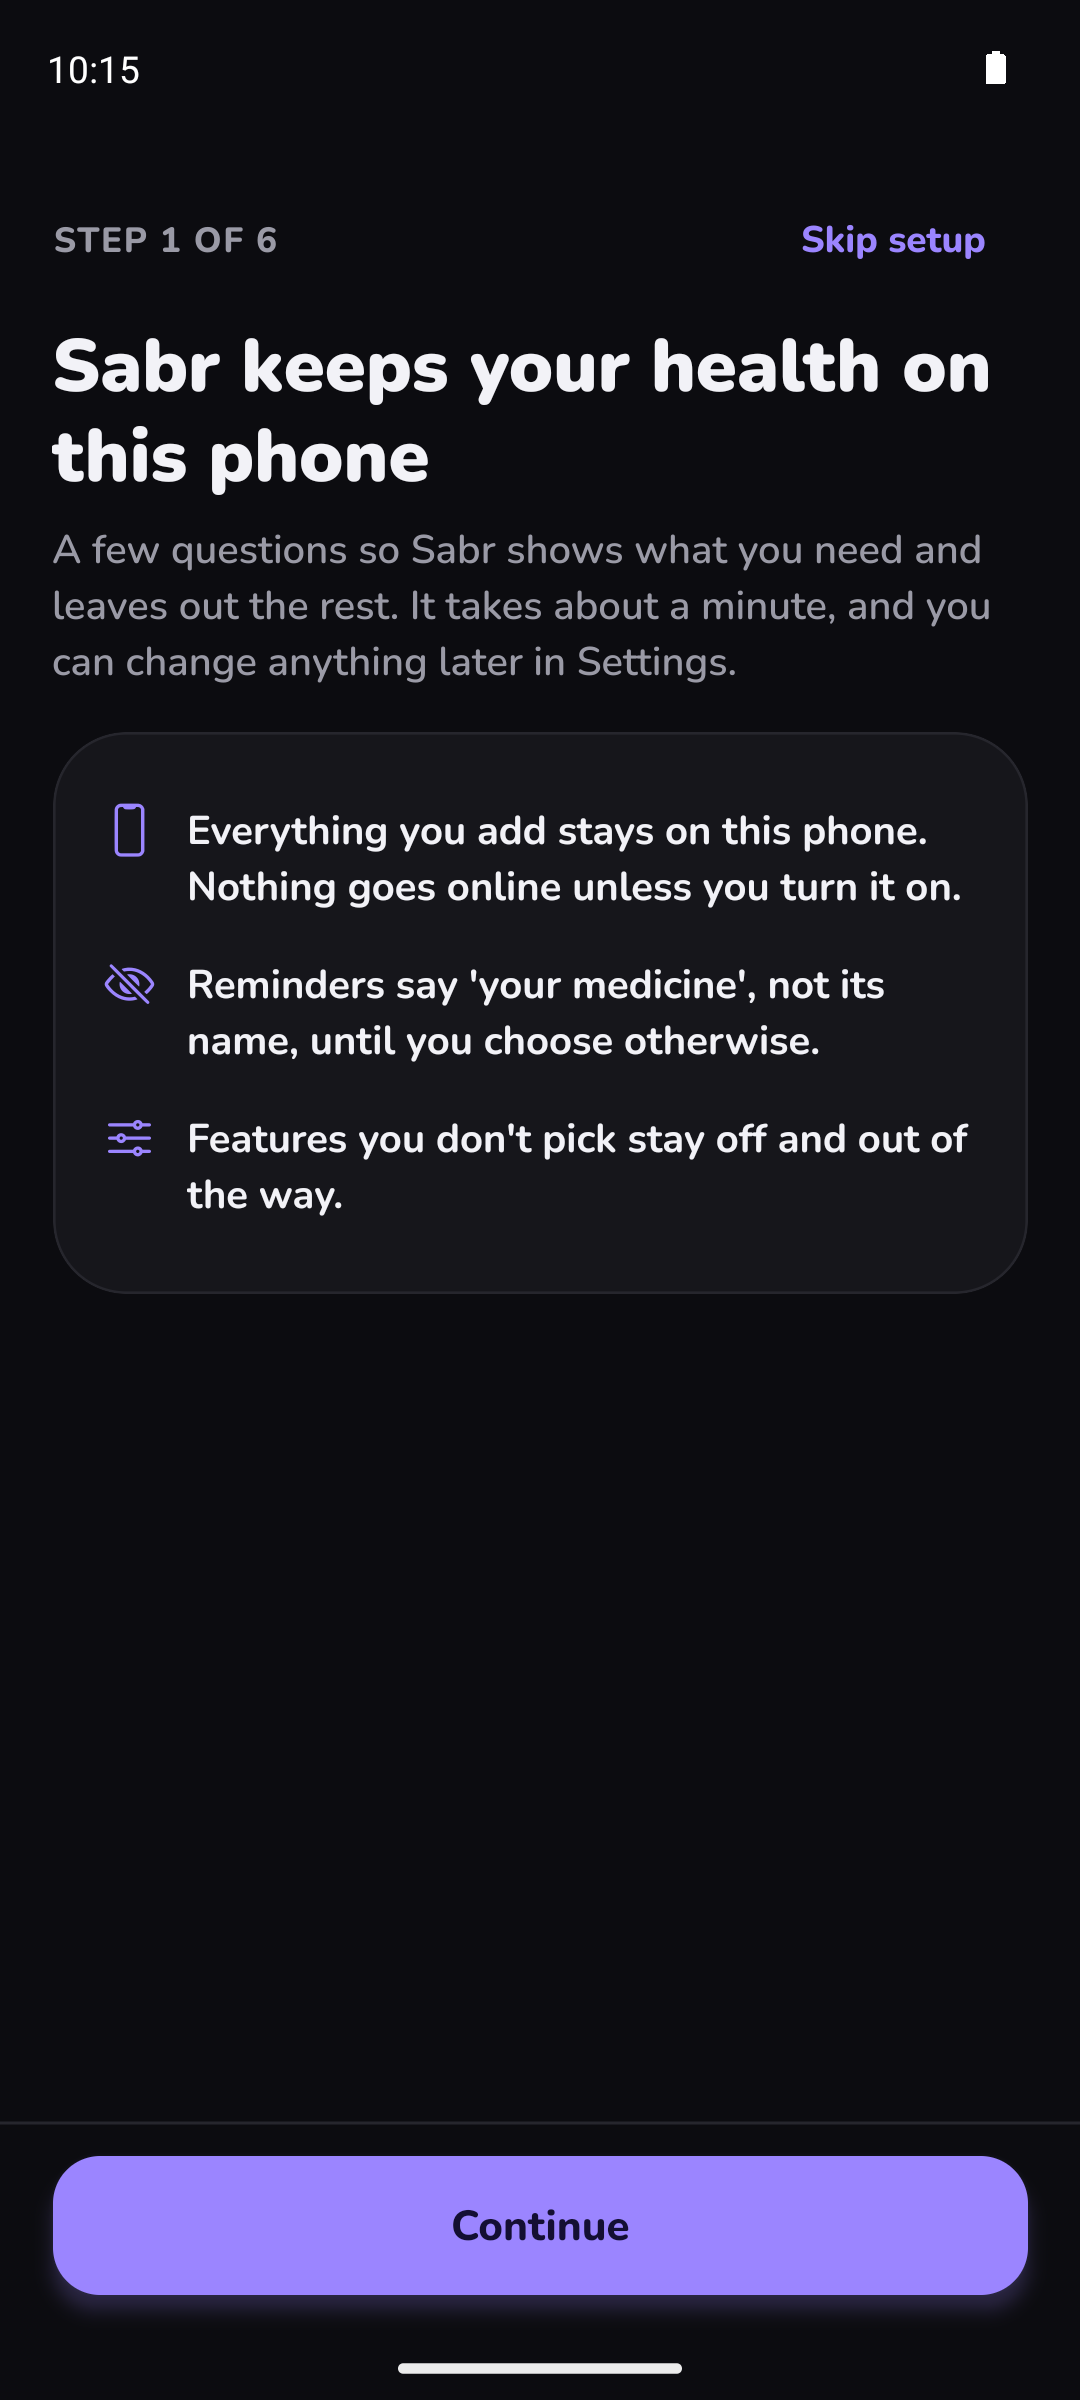 10:15
STEP 1 OF 6
Skip setup
Sabr keeps your health on
this phone
A few questions so Sabr shows what you need and
leaves out the rest. It takes about a minute, and you
can change anything later in Settings.
Everything you add stays on this phone.
Nothing goes online unless you turn it on.
Reminders say 'your medicine', not its
name, until you choose otherwise.
Features you don't pick stay off and out of
the way.
Continue